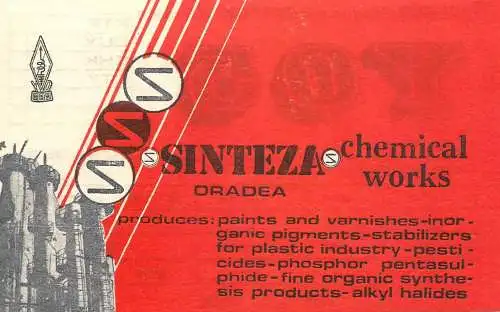 SINTEZA chemical
ORADEA works
produces: paints and varnishes-inor-
ganic pigments-stabilizers
for plastic industry-pesti-
cides-phosphor pentasul-
phide-fine organic synthe-
sis products-alkyl halides